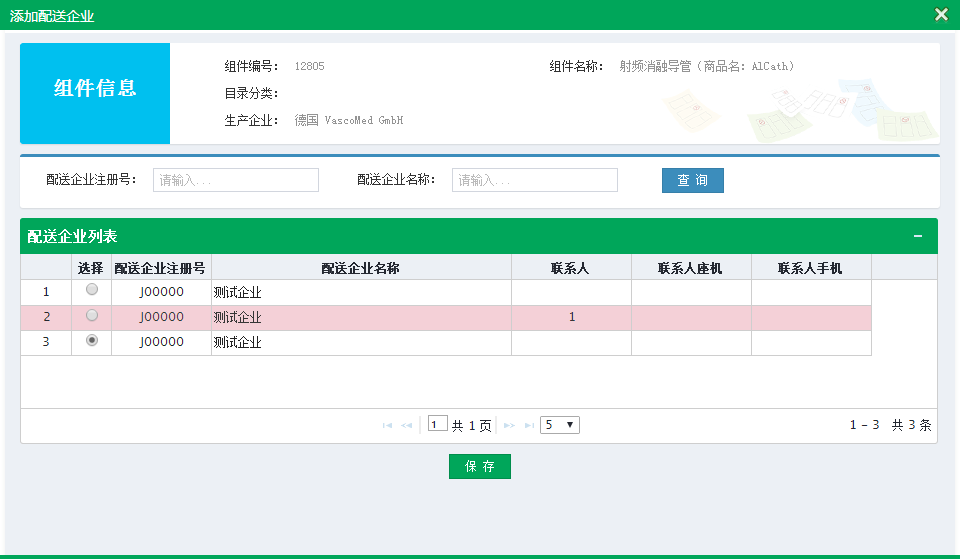 添加配送企业
组件信息
组件编号： 12805 组件名称： 射频消融导管（商品名：AlCath）
目录分类：
生产企业： 德国 VascoMed GmbH
配送企业注册号： 请输入... 配送企业名称： 请输入... 查 询
配送企业列表
选择 配送企业注册号 配送企业名称 联系人 联系人座机 联系人手机
1 J00000 测试企业
2 J00000 测试企业 1
3 J00000 测试企业
1 共 1 页 5 1 - 3 共 3 条
保 存